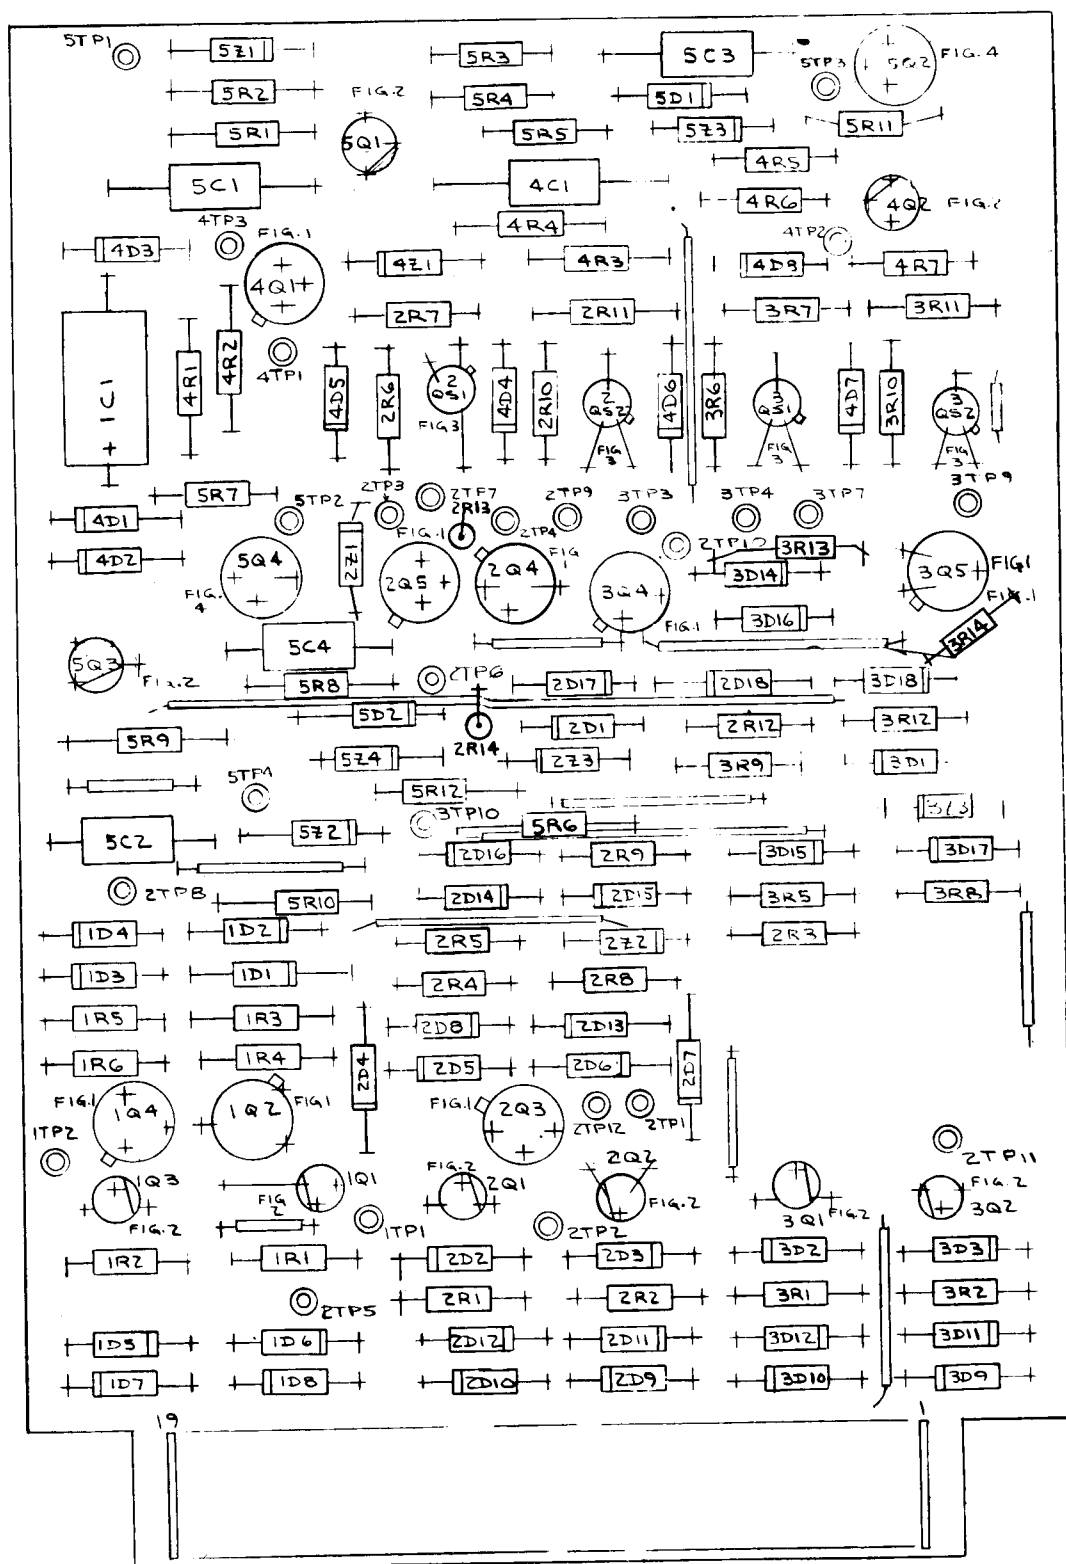 5TP1
5Z1
5R3
5C3
5TP3
5Q2
FIG.4
5R2
FIG.2
5R4
5D1
5R1
5Q1
5R5
5Z3
5R11
4R5
5C1
4C1
4R6
4Q2
FIG.2
4TP3
FIG.1
4R4
4TP2
4D3
4Z1
4R3
4D9
4R7
4Q1
2R7
2R11
3R7
3R11
1C1
+
4R1
4R2
4TP1
4D5
2R6
2
QS1
FIG3
4D4
2R10
2
QS2
FIG
3
4D6
3R6
3
QS1
FIG
3
4D7
3R10
3
QS2
FIG
3
5R7
5TP2
2TP3
2TP7
2R13
2TP4
2TP9
3TP3
3TP4
3TP7
3TP9
4D1
4D2
5Q4
FIG.
4
2Z1
FIG.1
2Q5
2Q4
FIG
1
3Q4
FIG.1
2TP10
3R13
3D14
3Q5
FIG1
FIG.1
3D16
3R14
5C4
5Q3
FIG.2
5R8
2TP6
2D17
2D18
3D18
5D2
2R14
2D1
2R12
3R12
5R9
5Z4
2Z3
3R9
3D1
5TP4
5R12
3TP10
5R6
3Z3
5C2
5Z2
2D16
2R9
3D15
3D17
2TP8
5R10
2D14
2D15
3R5
3R8
1D4
1D2
2R5
2Z2
2R3
1D3
1D1
2R4
2R8
1R5
1R3
2D8
2D13
1R6
1R4
2D4
2D5
2D6
2D7
FIG.1
1Q4
1Q2
FIG1
FIG.1
2Q3
2TP12
2TP1
1TP2
2TP11
1Q3
FIG.2
1Q1
FIG
2
FIG.2
2Q1
2Q2
FIG.2
3Q1
FIG.2
FIG.2
3Q2
1TP1
2TP2
1R2
1R1
2D2
2D3
3D2
3D3
2TP5
2R1
2R2
3R1
3R2
1D5
1D6
2D12
2D11
3D12
3D11
1D7
1D8
2D10
2D9
3D10
3D9
19
1